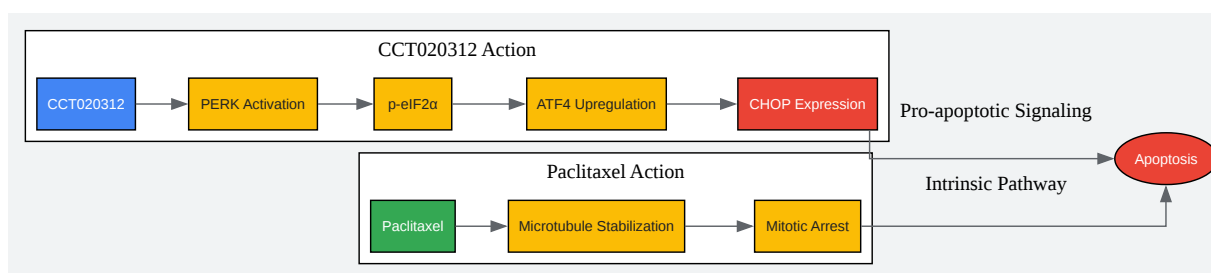 CCT020312 Action
CCT020312
PERK Activation
p-eIF2α
ATF4 Upregulation
CHOP Expression
Pro-apoptotic Signaling
Apoptosis
Paclitaxel Action
Intrinsic Pathway
Paclitaxel
Microtubule Stabilization
Mitotic Arrest